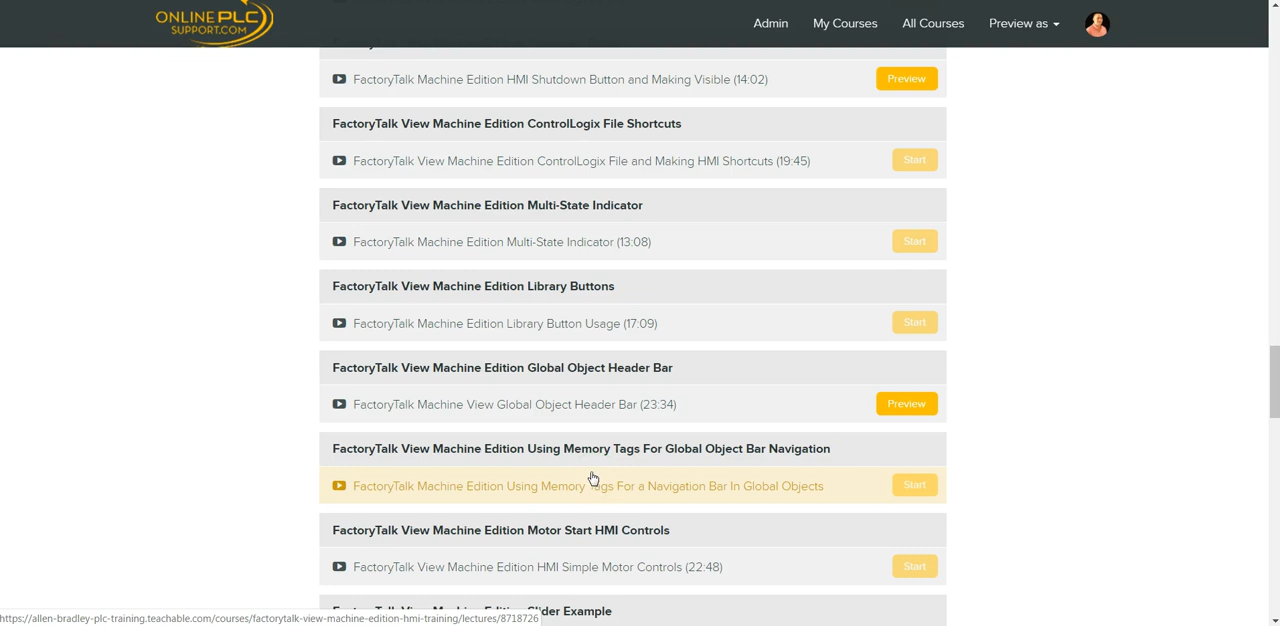 ONLINE PLC
SUPPORT.COM
Admin
My Courses
All Courses
Preview as
FactoryTalk Machine Edition HMI Shutdown Button and Making Visible (14:02)
Preview
FactoryTalk View Machine Edition ControlLogix File Shortcuts
FactoryTalk View Machine Edition ControlLogix File and Making HMI Shortcuts (19:45)
Start
FactoryTalk View Machine Edition Multi-State Indicator
FactoryTalk Machine Edition Multi-State Indicator (13:08)
Start
FactoryTalk View Machine Edition Library Buttons
FactoryTalk Machine Edition Library Button Usage (17:09)
Start
FactoryTalk View Machine Edition Global Object Header Bar
FactoryTalk Machine View Global Object Header Bar (23:34)
Preview
FactoryTalk View Machine Edition Using Memory Tags For Global Object Bar Navigation
FactoryTalk Machine Edition Using Memory Tags For a Navigation Bar In Global Objects
Start
FactoryTalk View Machine Edition Motor Start HMI Controls
FactoryTalk View Machine Edition HMI Simple Motor Controls (22:48)
Start
FactoryTalk View Machine Edition Slider Example
https://allen-bradley-plc-training.teachable.com/courses/factorytalk-view-machine-edition-hmi-training/lectures/8718726